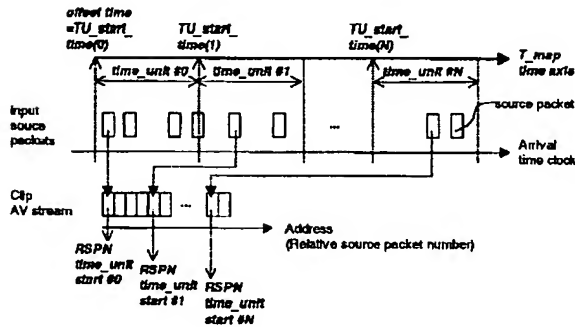 offset time
=TU_start_
time(0)
TU_start_
time(1)
TU_start_
time(N)
T_map
time axis
time_unit #0
time_unit #1
time_unit #N
Input
souce
packets
source packet
...
Arrival
time clock
Clip
AV stream
...
Address
(Relative source packet number)
RSPN
time_unit
start #0
RSPN
time_unit
start #1
RSPN
time_unit
start #N